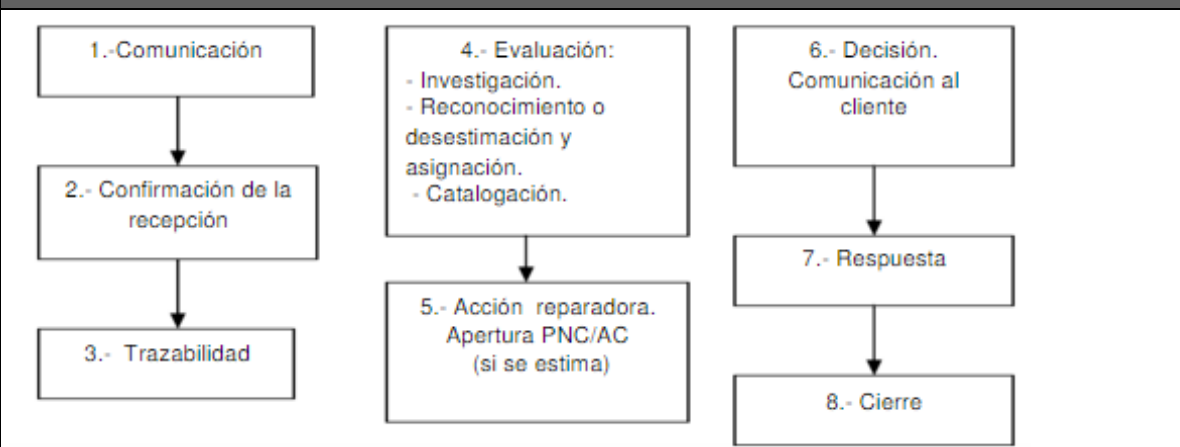 1.-Comunicación
2.- Confirmación de la
recepción
3.- Trazabilidad
4.- Evaluación:
- Investigación.
- Reconocimiento o
desestimación y
asignación.
- Catalogación.
5.- Acción reparadora.
Apertura PNC/AC
(si se estima)
6.- Decisión.
Comunicación al
cliente
7.- Respuesta
8.- Cierre